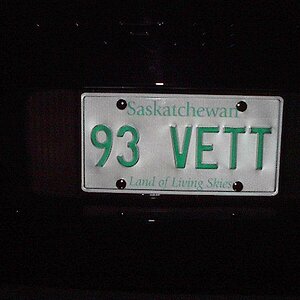 Saskatchewan
93 VETT
Land of Living Skies